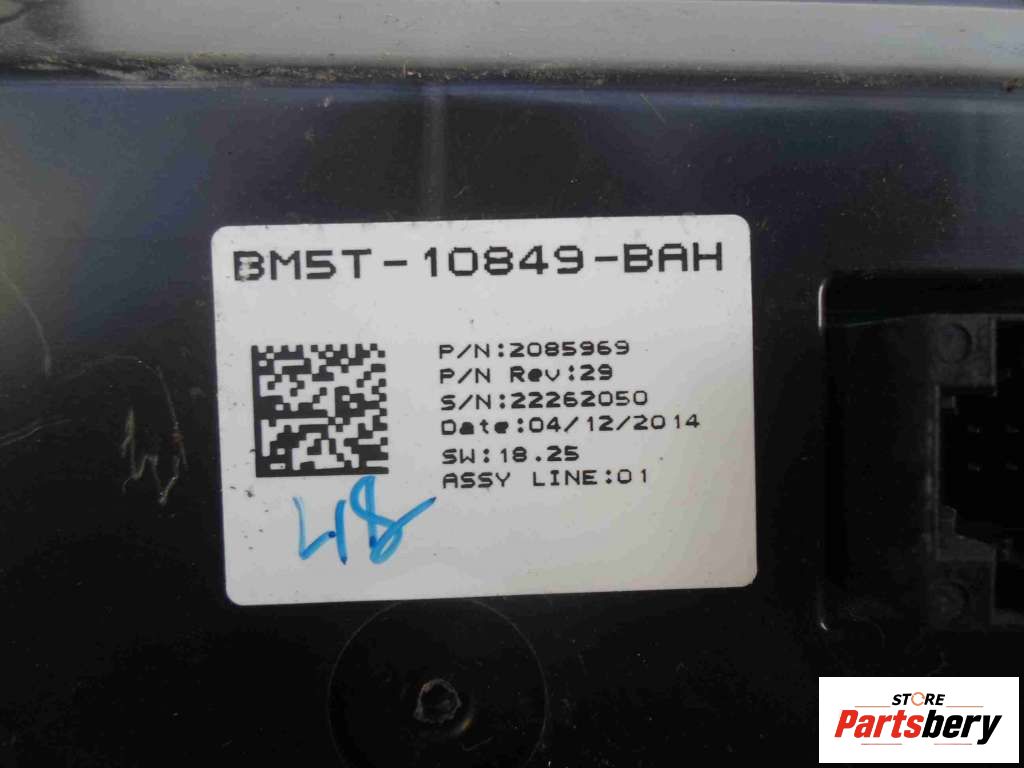 BM5T-10849-BAH
P/N:2085969
P/N Rev:29
S/N:22262050
Date:04/12/2014
SW:18.25
ASSY LINE:01
418
STORE
Partsbery